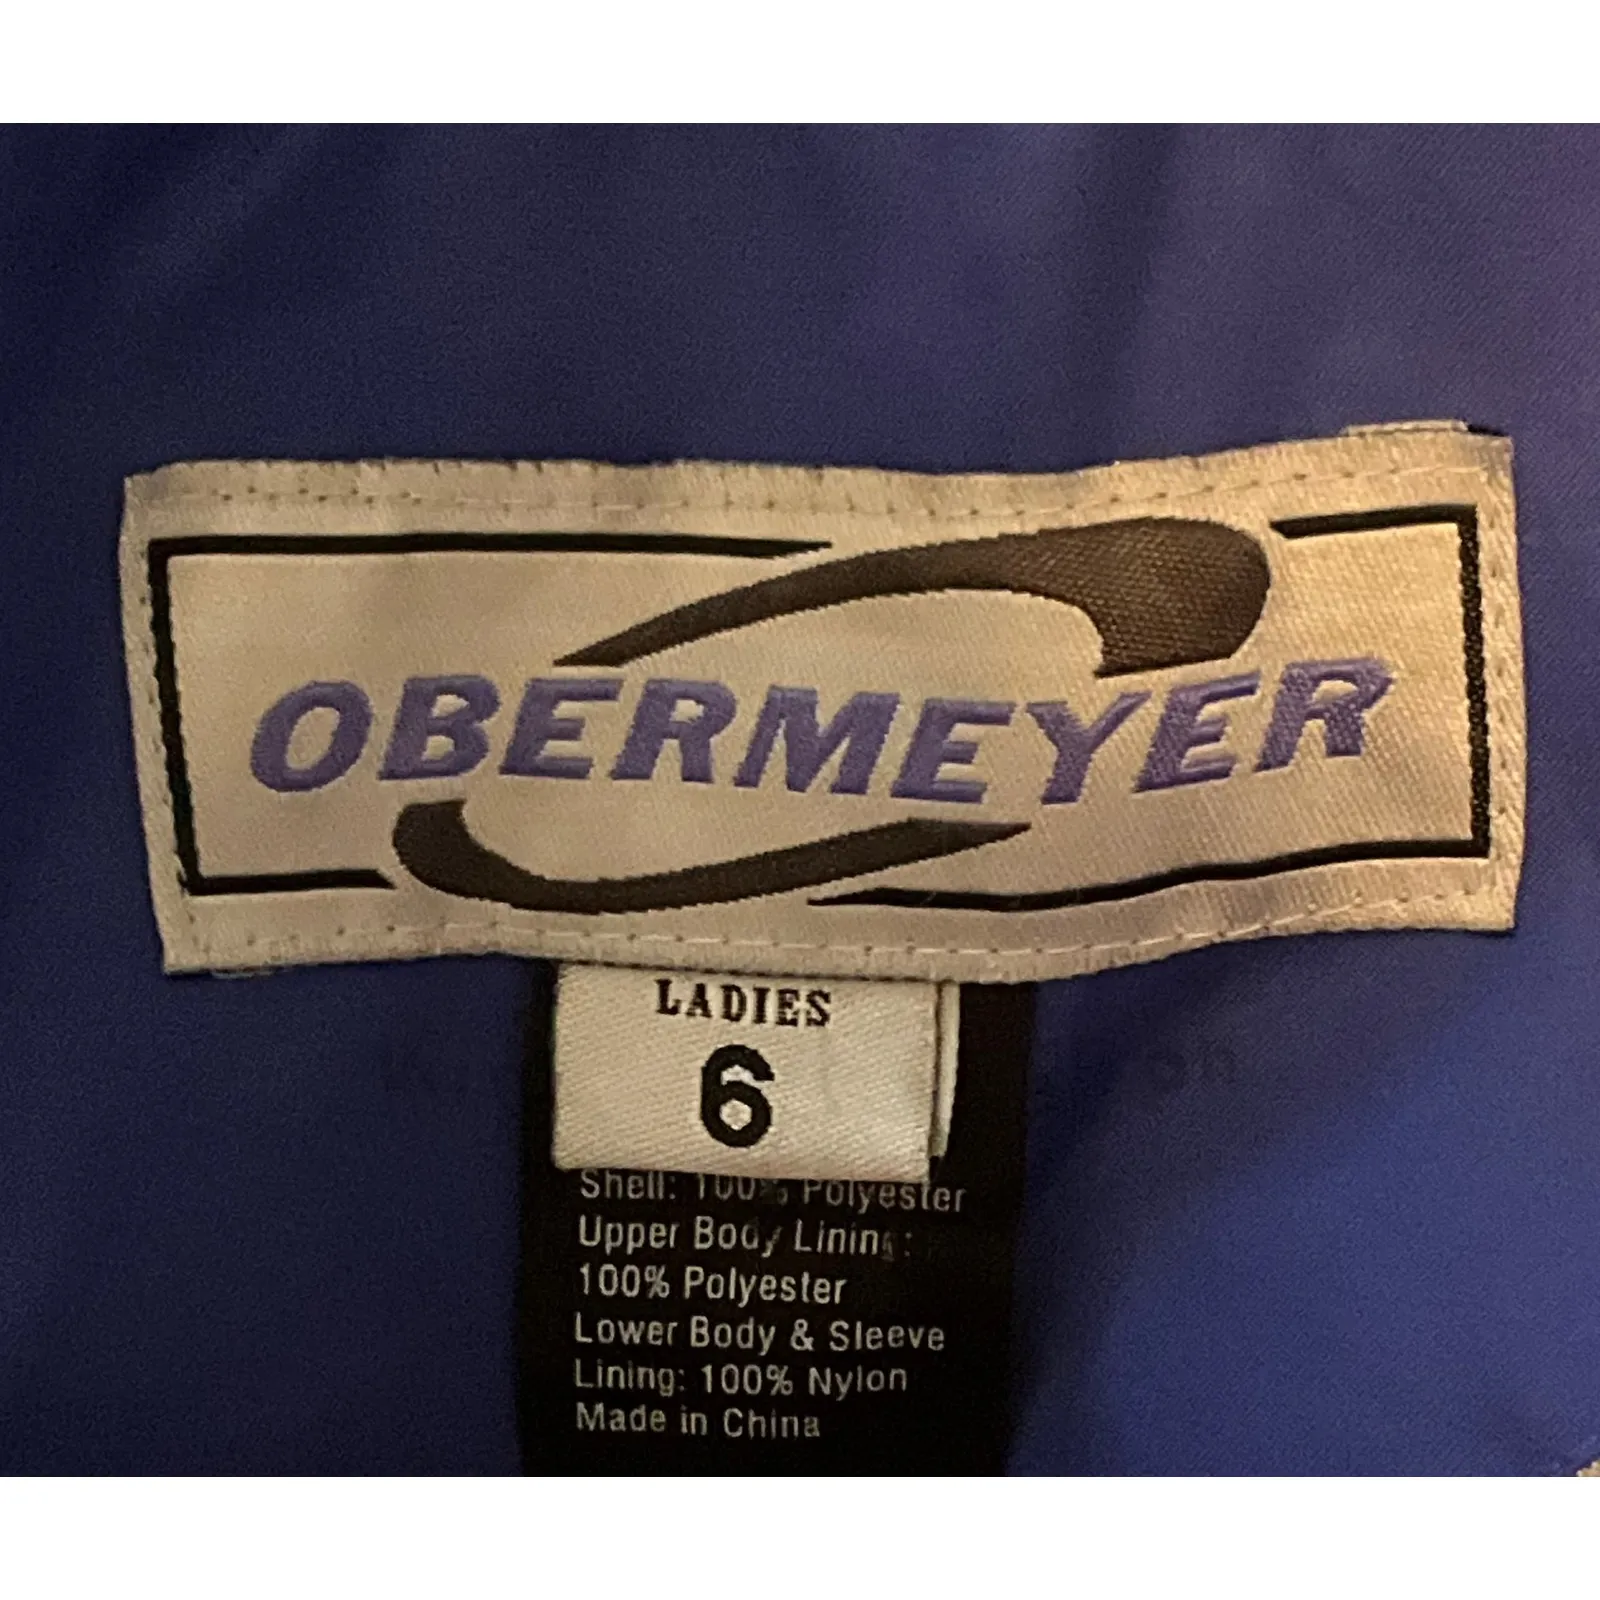 OBERMEYER
LADIES
6
Shell: 100% Polyester
Upper Body Lining:
100% Polyester
Lower Body & Sleeve
Lining: 100% Nylon
Made in China